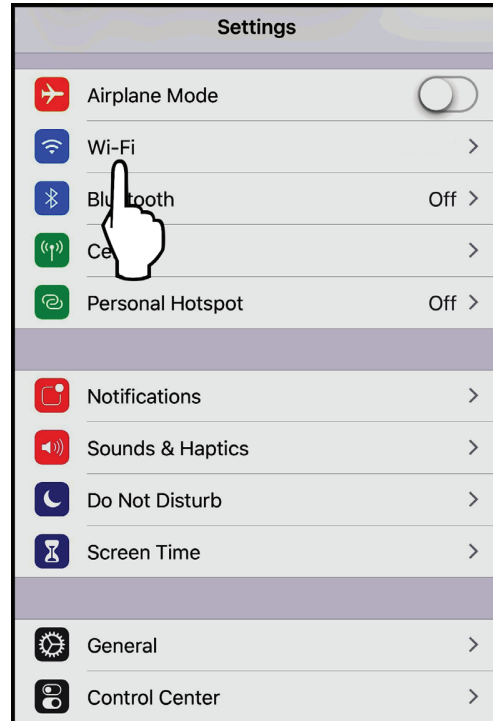 Settings
Airplane Mode
Wi-Fi
Off
Personal Hotspot Off
Notifications
Sounds & Haptics
Do Not Disturb
Screen Time
General
Control Center